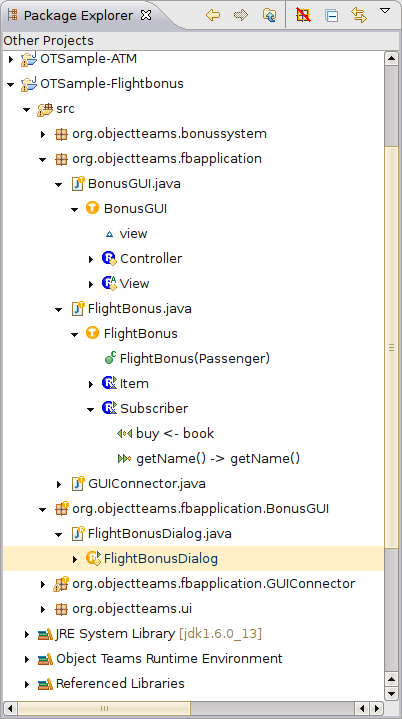 Package Explorer
Other Projects
OTSample-ATM
OTSample-Flightbonus
src
org.objectteams.bonussystem
org.objectteams.fbapplication
BonusGUI.java
BonusGUI
view
Controller
View
FlightBonus.java
FlightBonus
FlightBonus(Passenger)
Item
Subscriber
buy <- book
getName() -> getName()
GUIConnector.java
org.objectteams.fbapplication.BonusGUI
FlightBonusDialog.java
FlightBonusDialog
org.objectteams.fbapplication.GUIConnector
org.objectteams.ui
JRE System Library [jdk1.6.0_13]
Object Teams Runtime Environment
Referenced Libraries